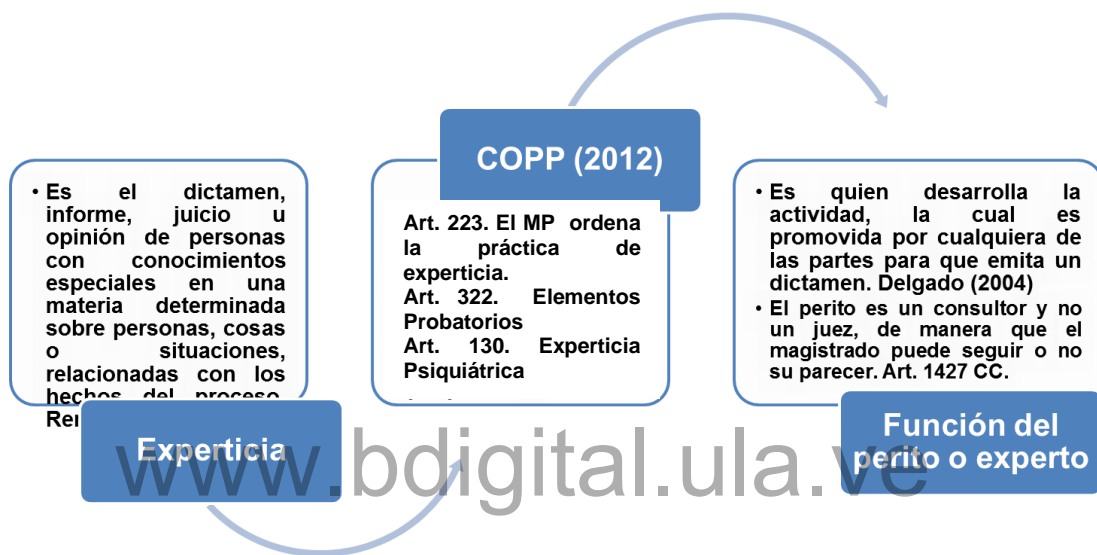 • Es el dictamen,
informe, juicio u
opinión de personas
con conocimientos
especiales en una
materia determinada
sobre personas, cosas
o situaciones,
relacionadas con los
hechos del proceso.
Experticia
COPP (2012)
Art. 223. El MP ordena
la práctica de
experticia.
Art. 322. Elementos
Probatorios
Art. 130. Experticia
Psiquiátrica
• Es quien desarrolla la
actividad, la cual es
promovida por cualquiera de
las partes para que emita un
dictamen. Delgado (2004)
• El perito es un consultor y no
un juez, de manera que el
magistrado puede seguir o no
su parecer. Art. 1427 CC.
Función del
perito o experto
www.bdigital.ula.ve